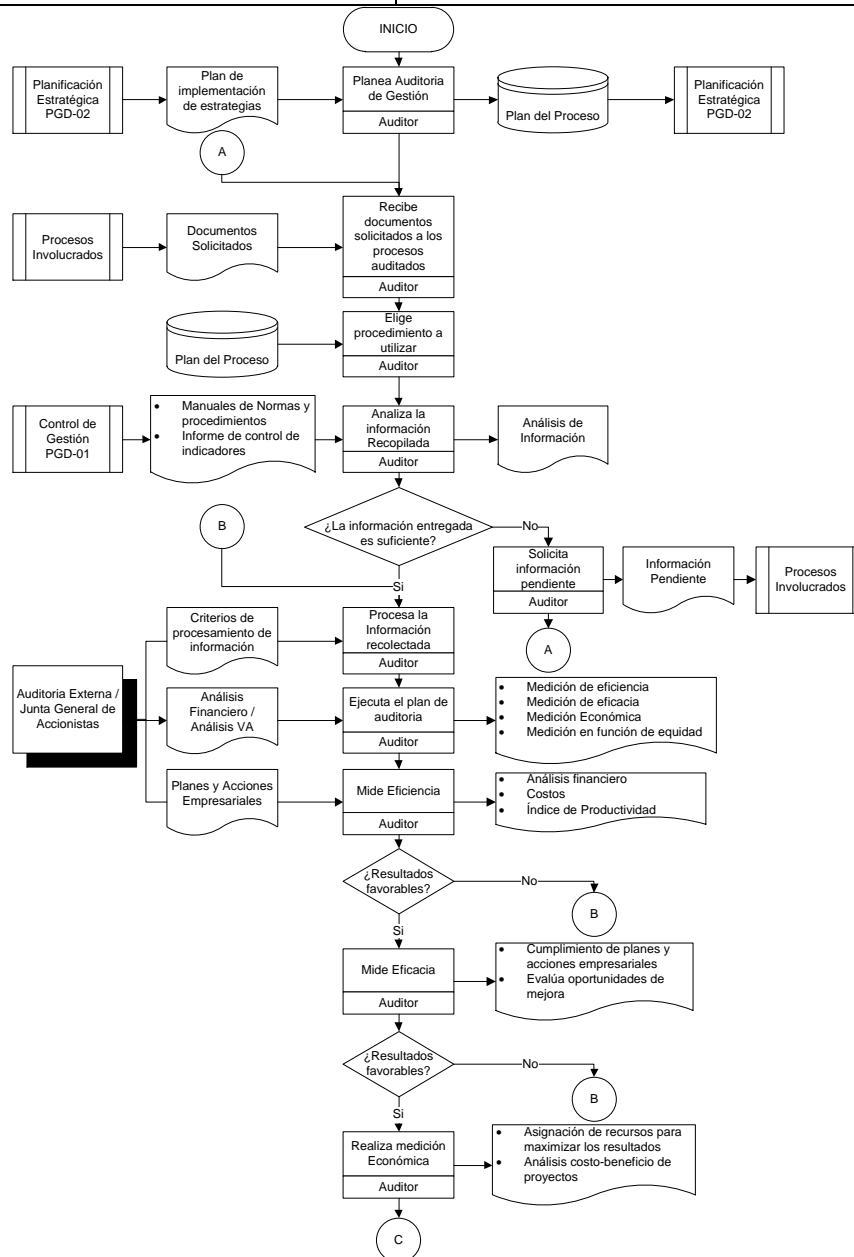 INICIO
Planificación
Estratégica
PGD-02
Plan de
implementación
de estrategias
Planea Auditoria
de Gestión
Auditor
Plan del Proceso
Planificación
Estratégica
PGD-02
A
Procesos
Involucrados
Documentos
Solicitados
Recibe
documentos
solicitados a los
procesos
auditados
Auditor
Plan del Proceso
Elige
procedimiento a
utilizar
Auditor
Control de
Gestión
PGD-01
• Manuales de Normas y
procedimientos
• Informe de control de
indicadores
Analiza la
información
Recopilada
Auditor
Análisis de
Información
B
¿La información entregada
es suficiente?
No
Si
Solicita
información
pendiente
Auditor
Información
Pendiente
Procesos
Involucrados
A
Auditoria Externa /
Junta General de
Accionistas
Criterios de
procesamiento de
información
Procesa la
Información
recolectada
Auditor
Análisis
Financiero /
Análisis VA
Ejecuta el plan de
auditoria
Auditor
• Medición de eficiencia
• Medición de eficacia
• Medición Económica
• Medición en función de equidad
Planes y Acciones
Empresariales
Mide Eficiencia
Auditor
• Análisis financiero
• Costos
• Índice de Productividad
¿Resultados
favorables?
No
B
Si
Mide Eficacia
Auditor
• Cumplimiento de planes y
acciones empresariales
• Evalúa oportunidades de
mejora
¿Resultados
favorables?
No
B
Si
Realiza medición
Económica
Auditor
• Asignación de recursos para
maximizar los resultados
• Análisis costo-beneficio de
proyectos
C